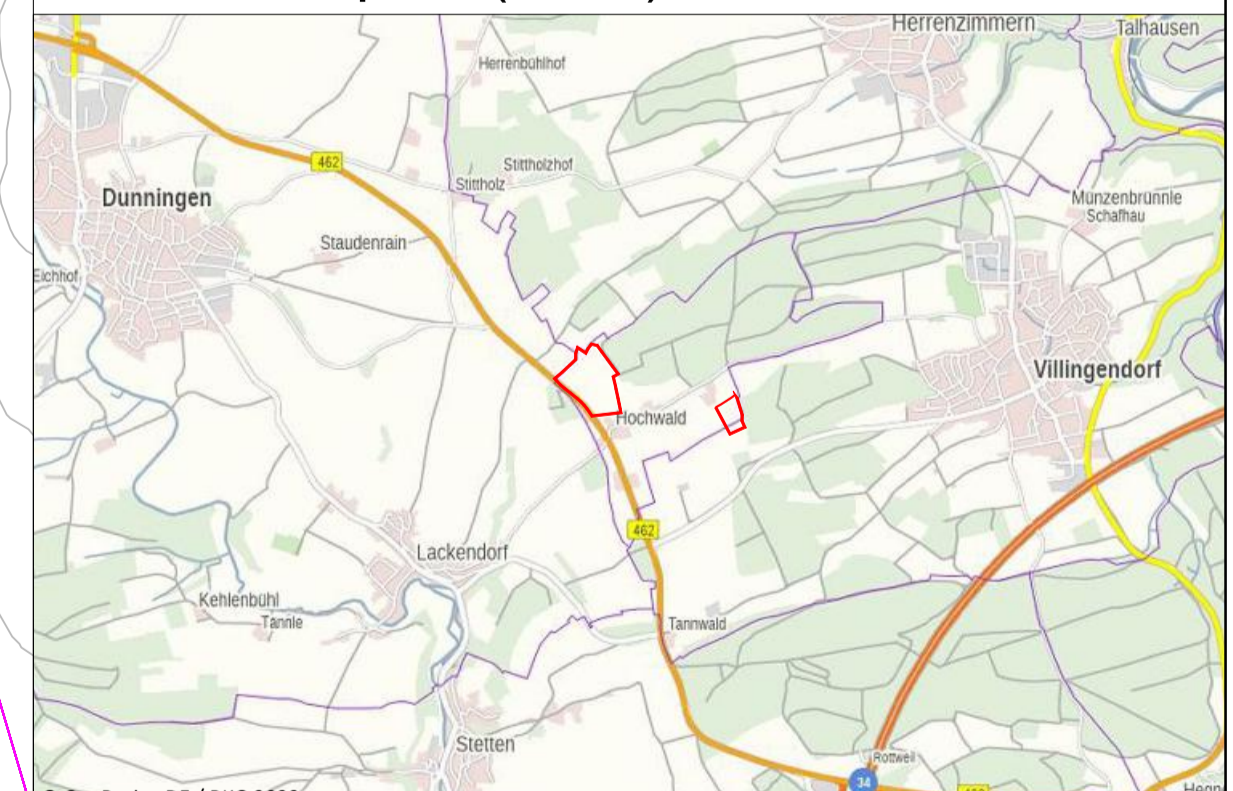 Herrenzimmern
Talhausen
Herrenbühlhof
462
Stittholzhof
Stittholz
Dunningen
Münzenbrünnle
Schafhau
Staudenrain
Eichhof
Villingendorf
Hochwald
462
Lackendorf
Kehlenbühl
Tännle
Tannwald
Stetten
Rottweil
34